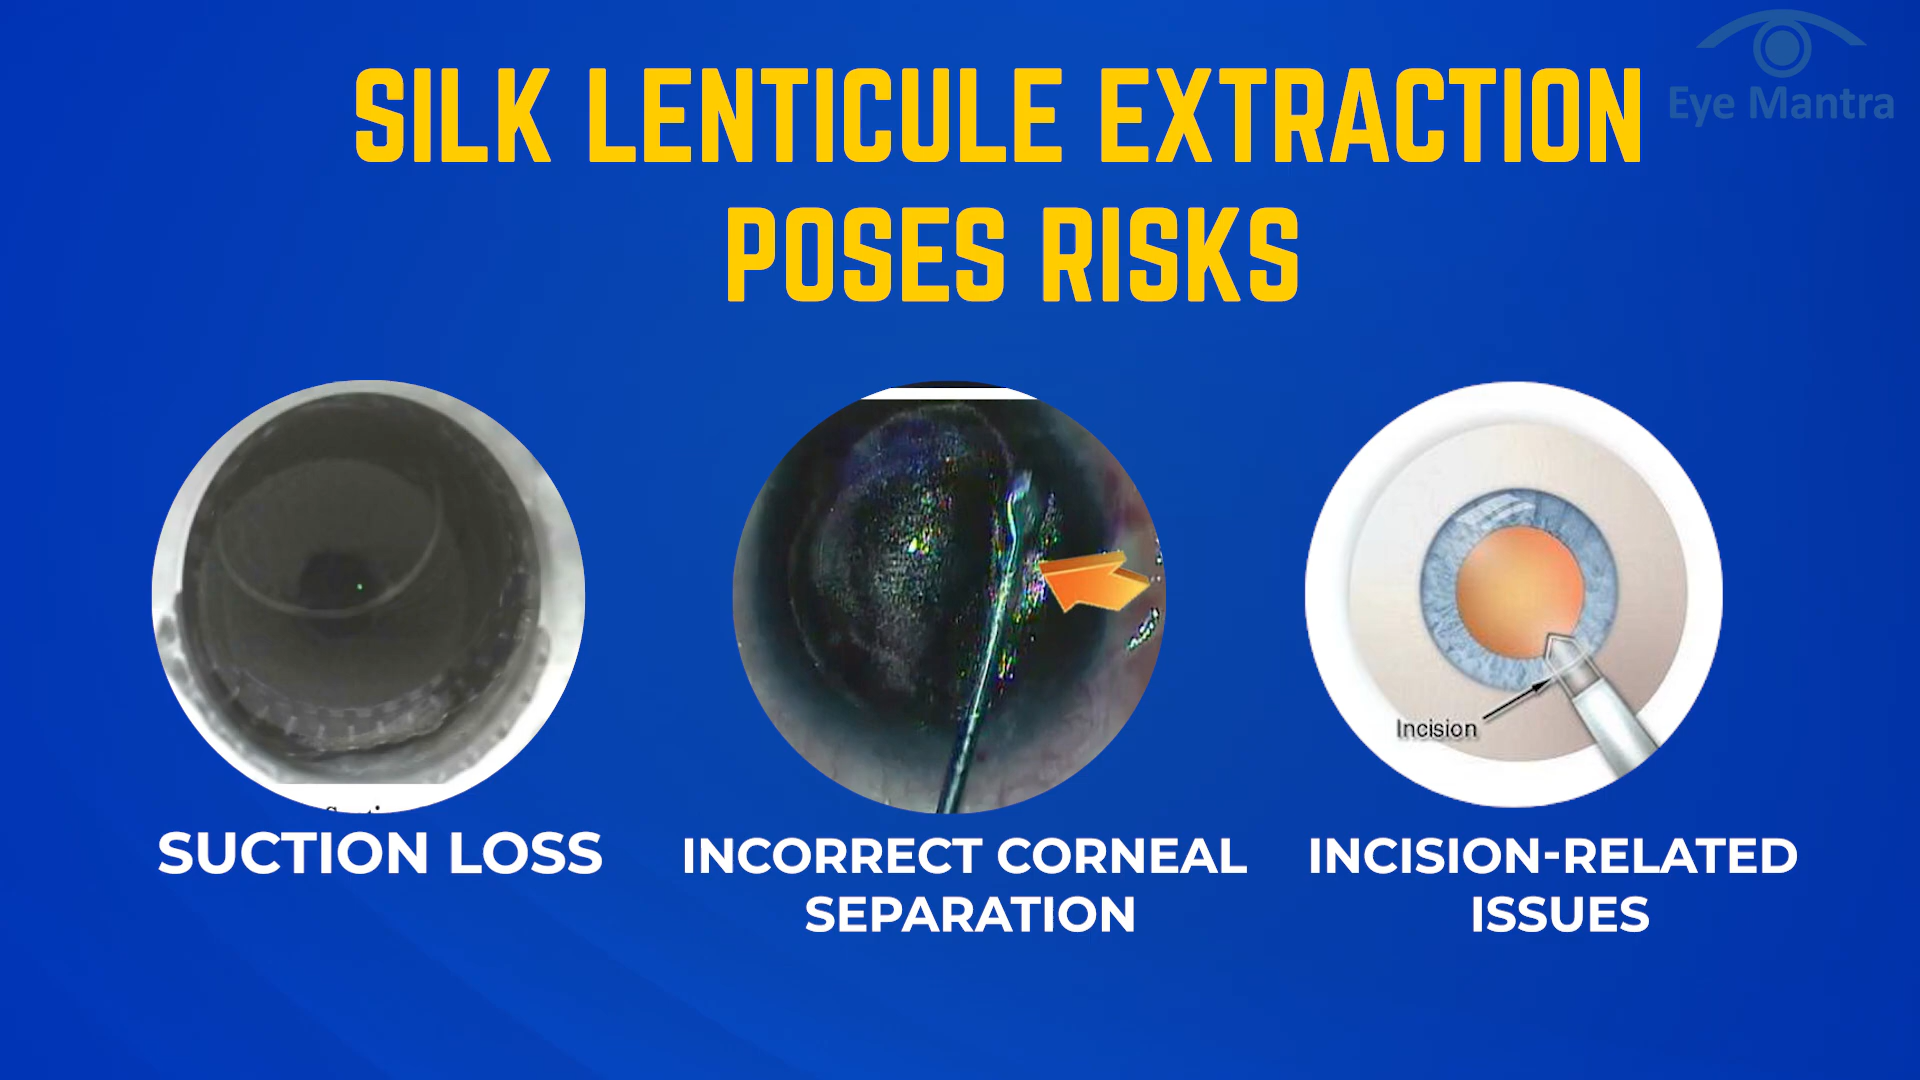 Eye Mantra
SILK LENTICULE EXTRACTION
POSES RISKS
Incision
SUCTION LOSS
INCORRECT CORNEAL
SEPARATION
INCISION-RELATED
ISSUES